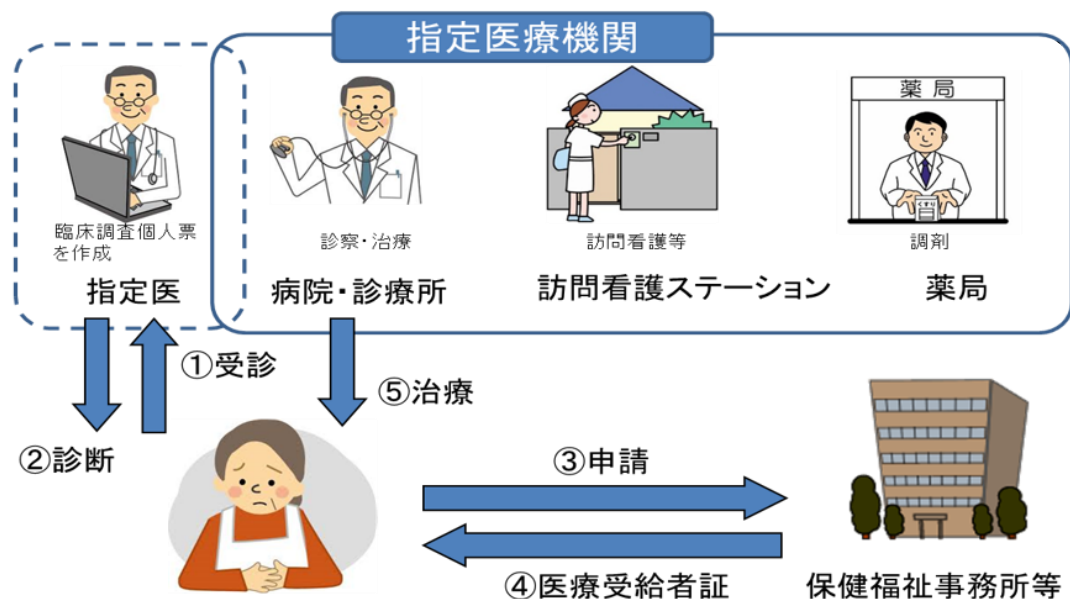 指定医療機関
薬局
くすり
臨床調査個人票
を作成
診察・治療
訪問看護等
調剤
指定医
病院・診療所
訪問看護ステーション
薬局
①受診
②診断
⑤治療
③申請
④医療受給者証
保健福祉事務所等